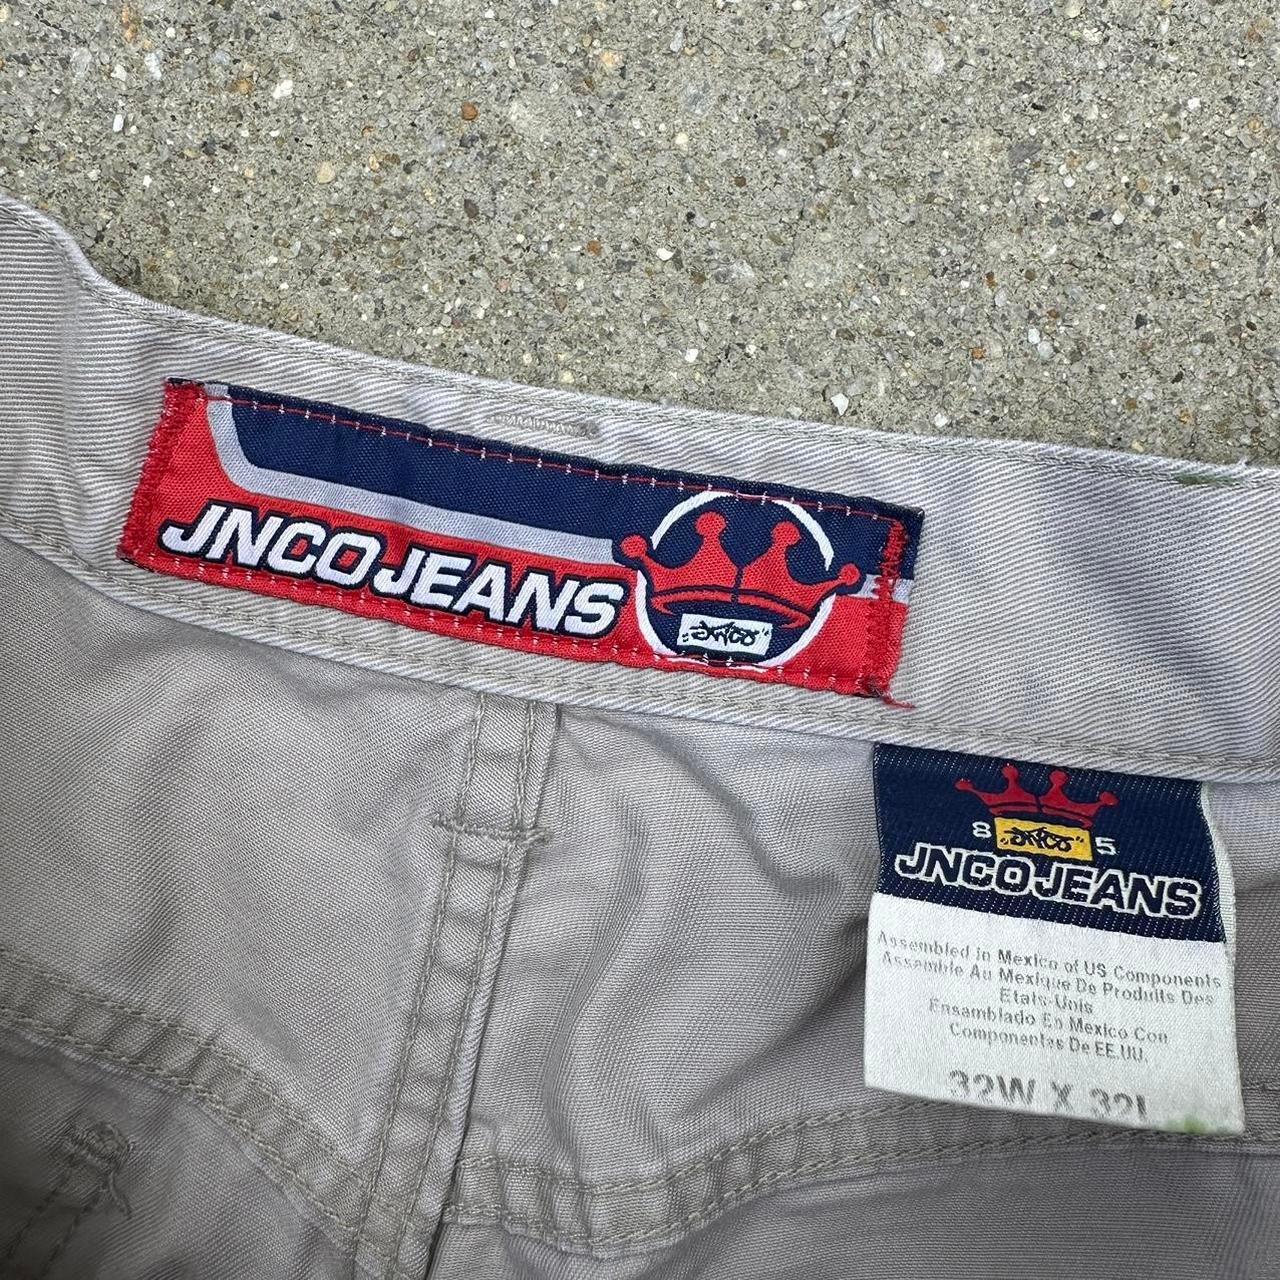 JNCO JEANS
"JNCO"
8 "JNCO" 5
JNCO JEANS
Assembled in Mexico of US Components
Assemble Au Mexique De Produits Des
Etats-Unis
Ensamblado En Mexico Con
Componentes De EE.UU.
32W X 32L